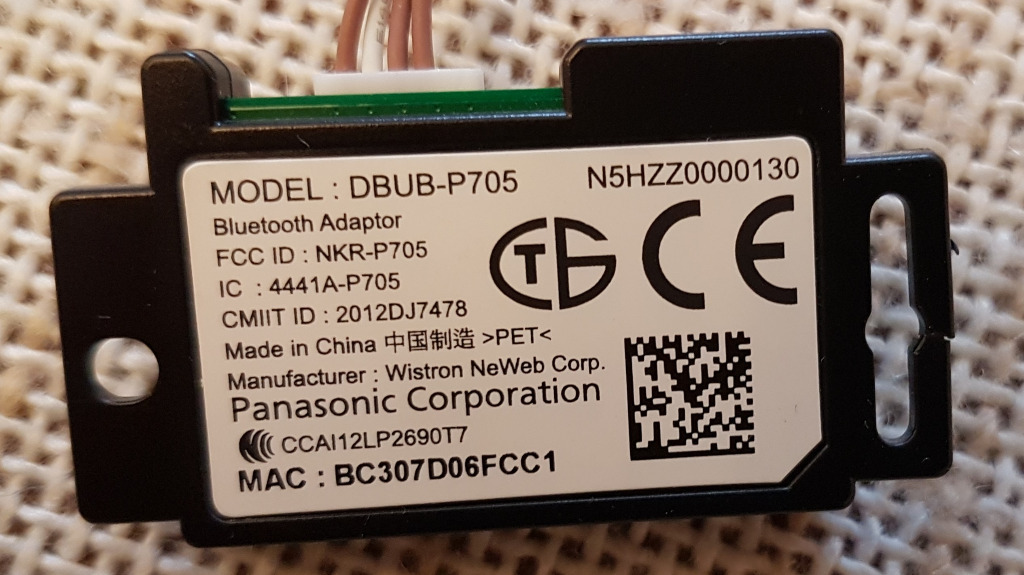 MODEL : DBUB-P705 N5HZZ0000130
Bluetooth Adaptor
FCC ID : NKR-P705
IC : 4441A-P705
CMIIT ID : 2012DJ7478
Made in China 中国制造 >PET<
Manufacturer : Wistron NeWeb Corp.
Panasonic Corporation
CCAI12LP2690T7
MAC : BC307D06FCC1
CE